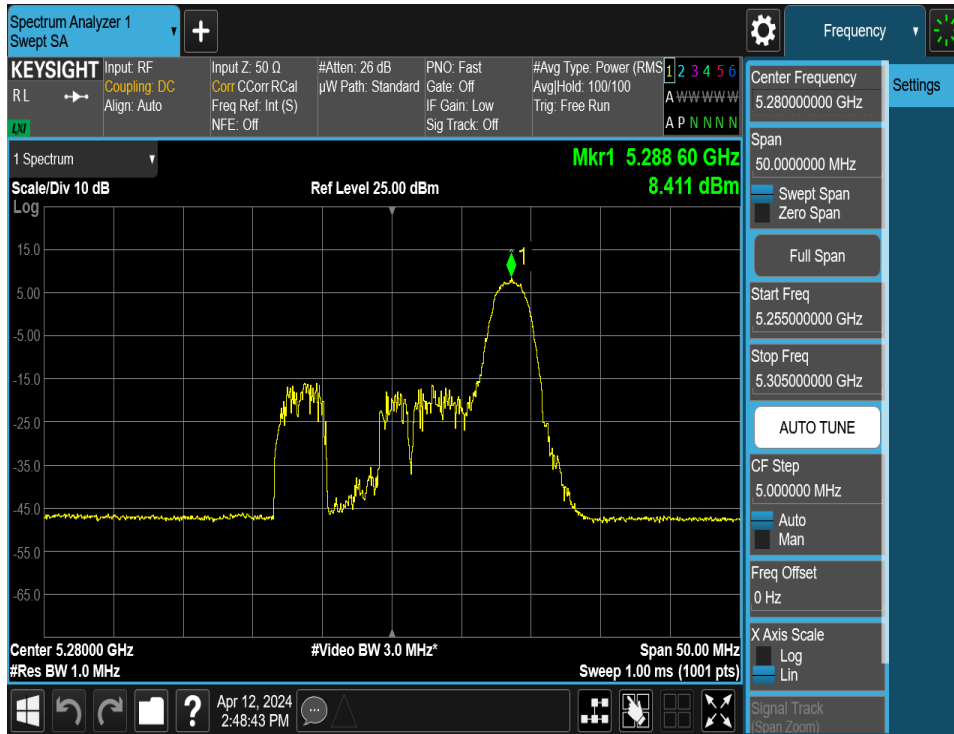 Spectrum Analyzer 1
Swept SA
+
Frequency
KEYSIGHT
R L
LXI
Input: RF
Coupling: DC
Align: Auto
Input Z: 50 Ω
Corr CCorr RCal
Freq Ref: Int (S)
NFE: Off
#Atten: 26 dB
µW Path: Standard
PNO: Fast
Gate: Off
IF Gain: Low
Sig Track: Off
#Avg Type: Power (RMS
Avg|Hold: 100/100
Trig: Free Run
1 2 3 4 5 6
A W W W W W
A P N N N N
1 Spectrum
Mkr1 5.288 60 GHz
8.411 dBm
Scale/Div 10 dB
Ref Level 25.00 dBm
Log
1
15.0
5.00
-5.00
-15.0
-25.0
-35.0
-45.0
-55.0
-65.0
Center 5.28000 GHz
#Video BW 3.0 MHz*
Span 50.00 MHz
#Res BW 1.0 MHz
Sweep 1.00 ms (1001 pts)
Center Frequency
5.280000000 GHz
Settings
Span
50.0000000 MHz
Swept Span
Zero Span
Full Span
Start Freq
5.255000000 GHz
Stop Freq
5.305000000 GHz
AUTO TUNE
CF Step
5.000000 MHz
Auto
Man
Freq Offset
0 Hz
X Axis Scale
Log
Lin
Signal Track
(Span Zoom)
?
Apr 12, 2024
2:48:43 PM